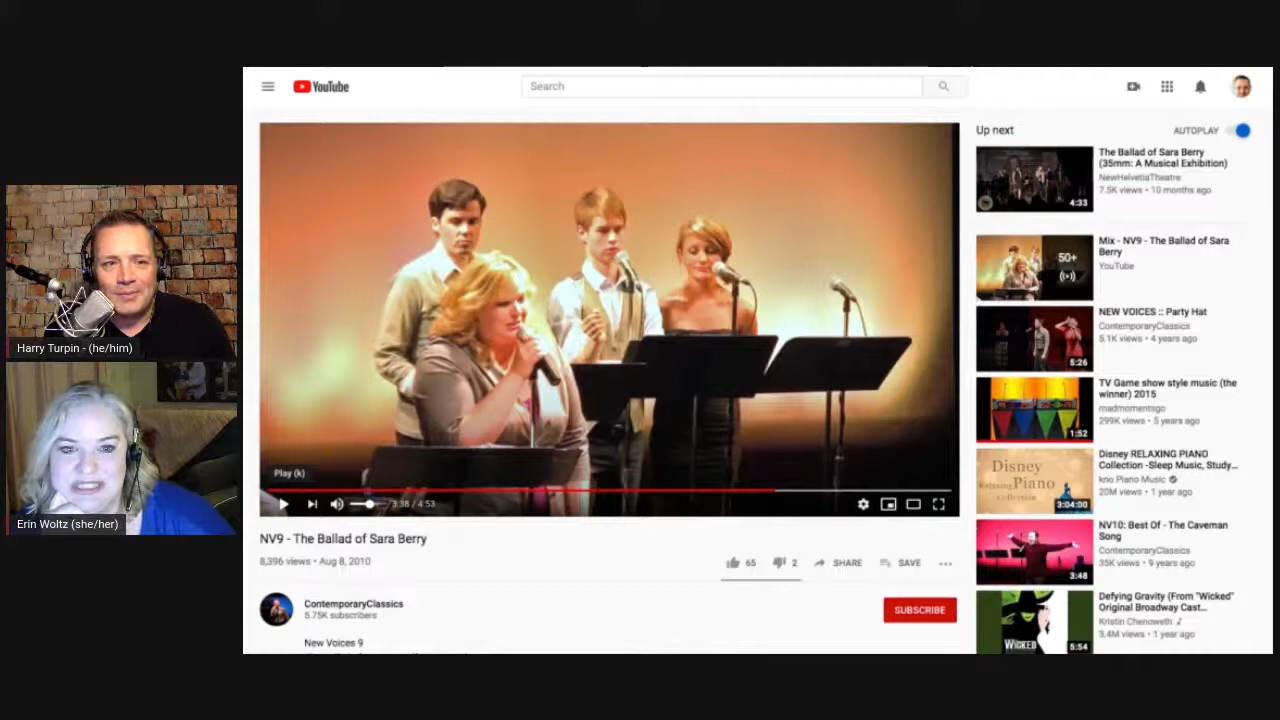 YouTube
Search
Up next
AUTOPLAY
Harry Turpin - (he/him)
Erin Woltz (she/her)
Play (k)
3:38 / 4:53
NV9 - The Ballad of Sara Berry
8,396 views • Aug 8, 2010
65
2
SHARE
SAVE
ContemporaryClassics
5.75K subscribers
SUBSCRIBE
New Voices 9
4:33
The Ballad of Sara Berry
(35mm: A Musical Exhibition)
NewHelvetiaTheatre
7.5K views • 10 months ago
50+
Mix - NV9 - The Ballad of Sara
Berry
YouTube
5:26
NEW VOICES :: Party Hat
ContemporaryClassics
5.1K views • 4 years ago
1:52
TV Game show style music (the
winner) 2015
madmomentsgo
299K views • 5 years ago
Disney
Relaxing Piano
Collection
3:04:00
Disney RELAXING PIANO
Collection -Sleep Music, Study...
kno Piano Music
20M views • 1 year ago
3:48
NV10: Best Of - The Caveman
Song
ContemporaryClassics
35K views • 9 years ago
WICKED
5:54
Defying Gravity (From "Wicked"
Original Broadway Cast...
Kristin Chenoweth
3.4M views • 1 year ago